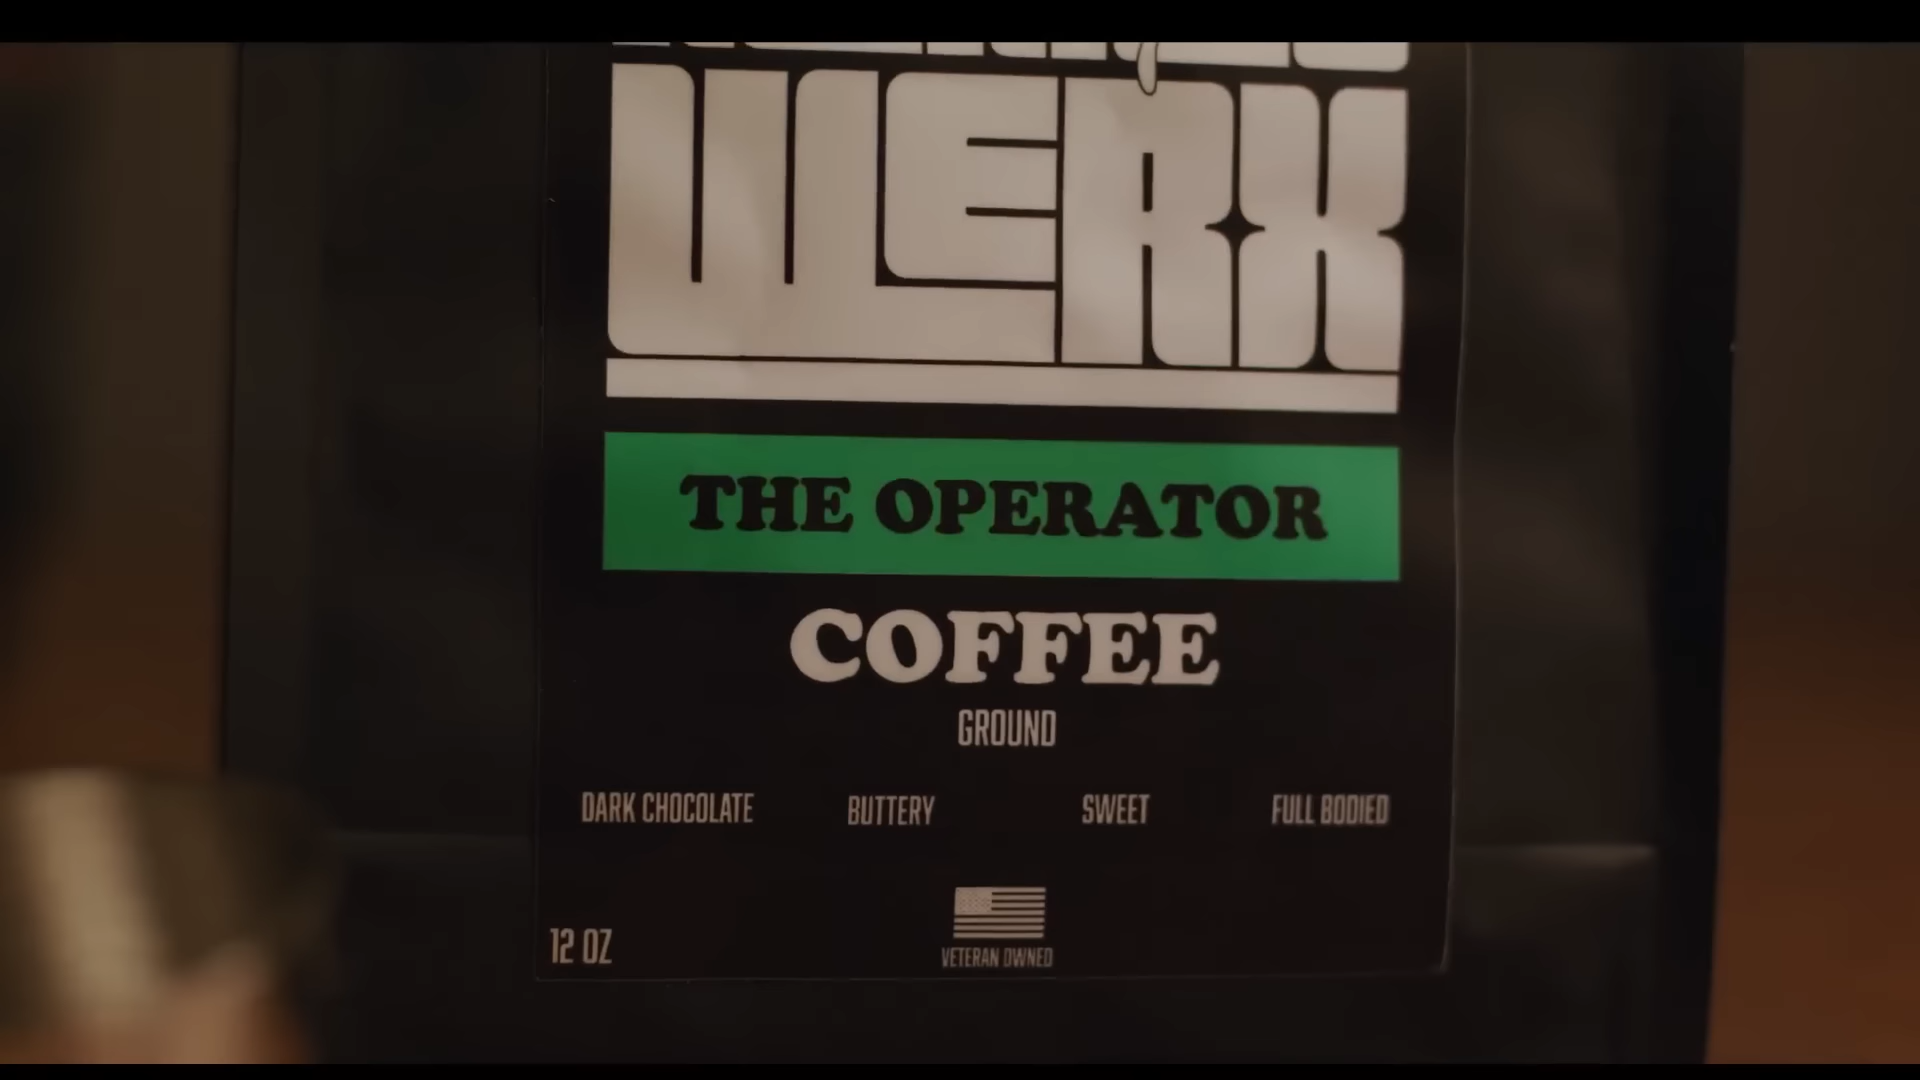 WERX
THE OPERATOR
COFFEE
GROUND
DARK CHOCOLATE BUTTERY SWEET FULL BODIED
12 OZ
VETERAN OWNED